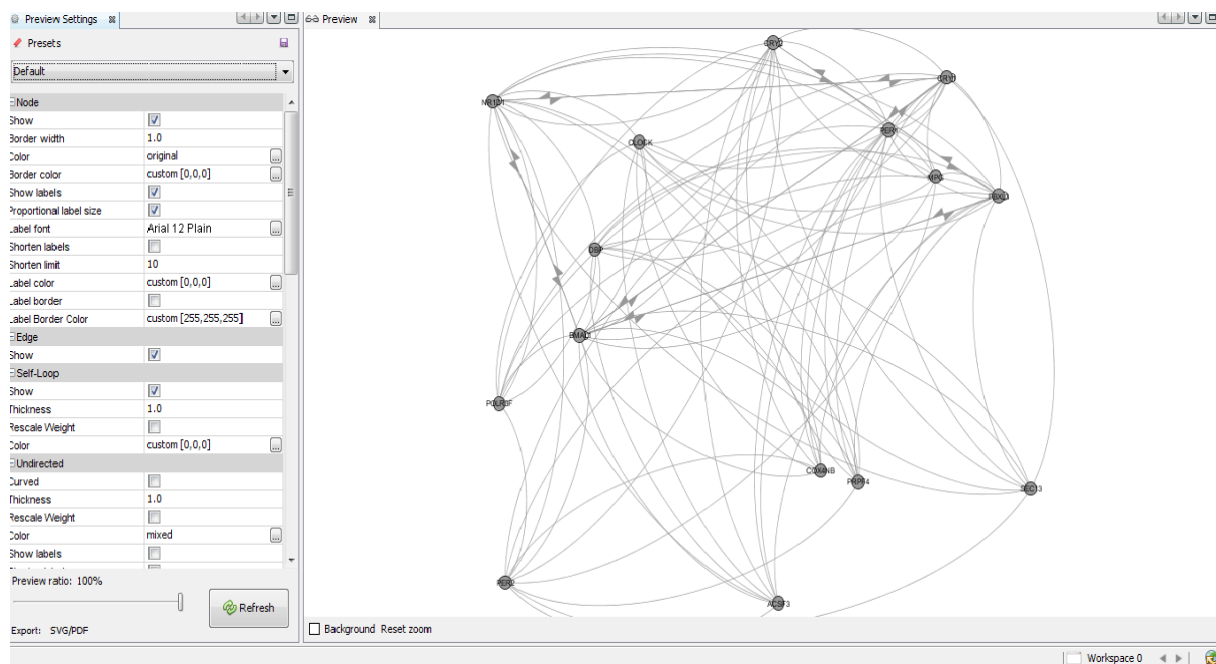 Preview Settings
Presets
Default
Node
Show
Border width 1.0
Color original ...
Border color custom [0,0,0] ...
Show labels
Proportional label size
Label font Arial 12 Plain ...
Shorten labels
Shorten limit 10
Label color custom [0,0,0] ...
Label border
Label Border Color custom [255,255,255] ...
Edge
Show
Self-Loop
Show
Thickness 1.0
Rescale Weight
Color custom [0,0,0] ...
Undirected
Curved
Thickness 1.0
Rescale Weight
Color mixed ...
Show labels
Preview ratio: 100%
Refresh
Export: SVG/PDF
Preview
CRY2
CRY1
NR1D1
PER1
CLOCK
MPG
DBP
BMAL1
POLR3F
COX4NB
PRPF4
SEC13
PER2
ACSF3
Background Reset zoom
Workspace 0